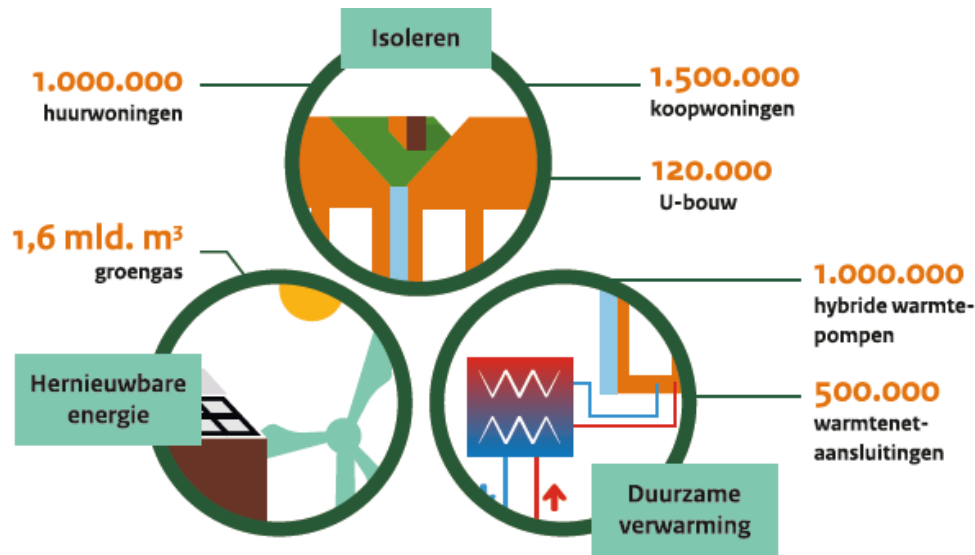 Isoleren
1.000.000
huurwoningen
1.500.000
koopwoningen
120.000
U-bouw
1,6 mld. m³
groengas
Hernieuwbare
energie
1.000.000
hybride warmte-
pompen
500.000
warmtenet-
aansluitingen
Duurzame
verwarming